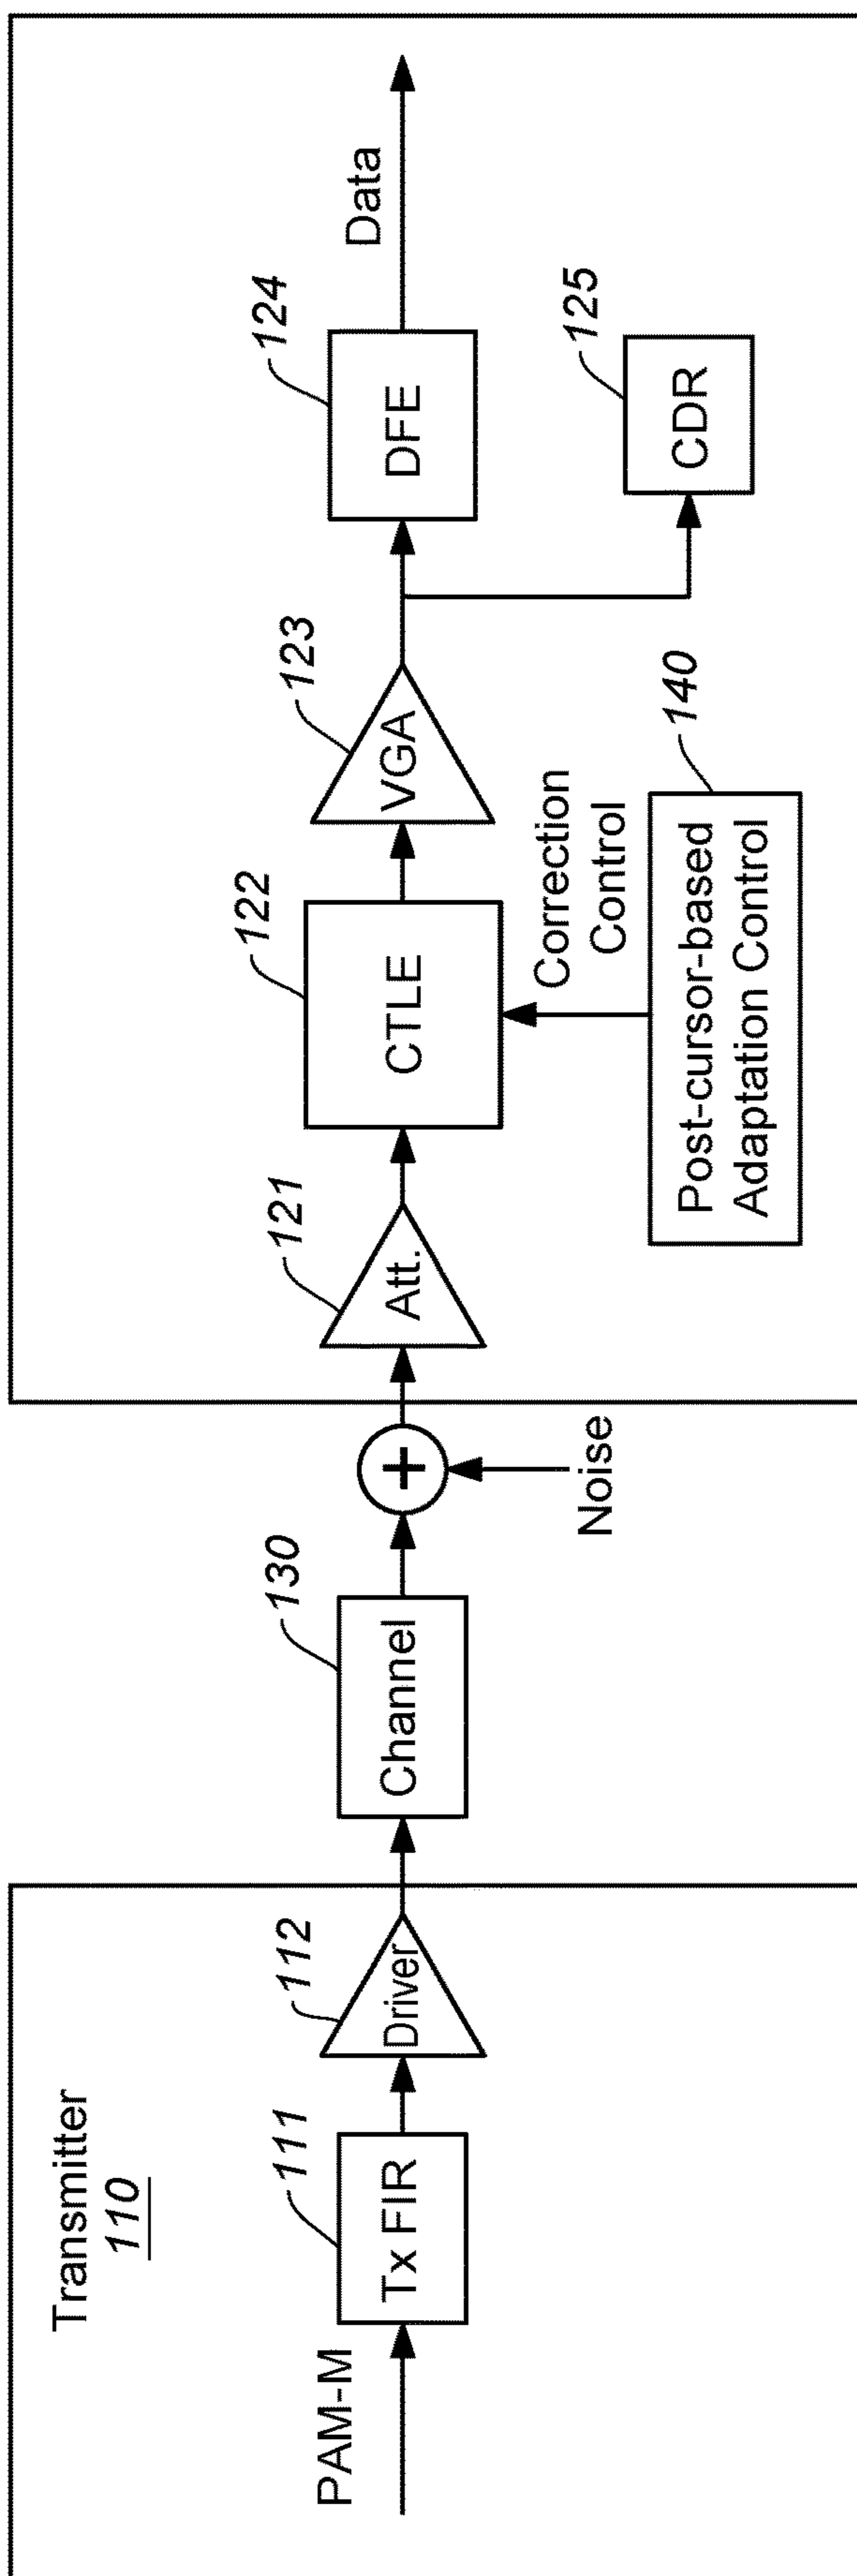 Transmitter
110
PAM-M
Tx FIR
111
Driver
112
Channel
130
+
Noise
Att.
121
CTLE
122
Correction
Control
Post-cursor-based
Adaptation Control
140
VGA
123
DFE
124
Data
CDR
125